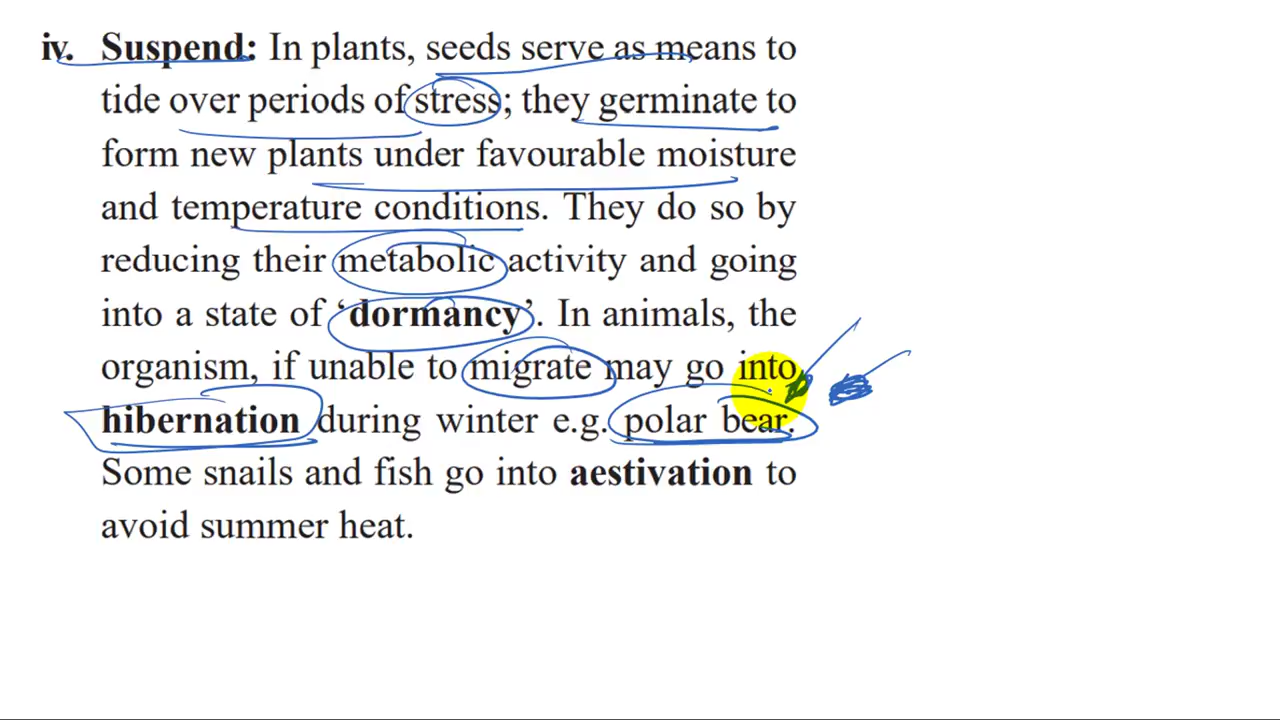 iv. Suspend: In plants, seeds serve as means to
tide over periods of stress; they germinate to
form new plants under favourable moisture
and temperature conditions. They do so by
reducing their metabolic activity and going
into a state of ‘dormancy’. In animals, the
organism, if unable to migrate may go into
hibernation during winter e.g. polar bear.
Some snails and fish go into aestivation to
avoid summer heat.